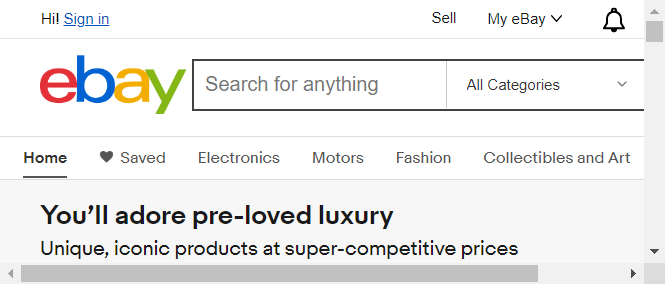 Hi! Sign in Sell My eBay
ebay Search for anything All Categories
Home Saved Electronics Motors Fashion Collectibles and Art
You'll adore pre-loved luxury
Unique, iconic products at super-competitive prices